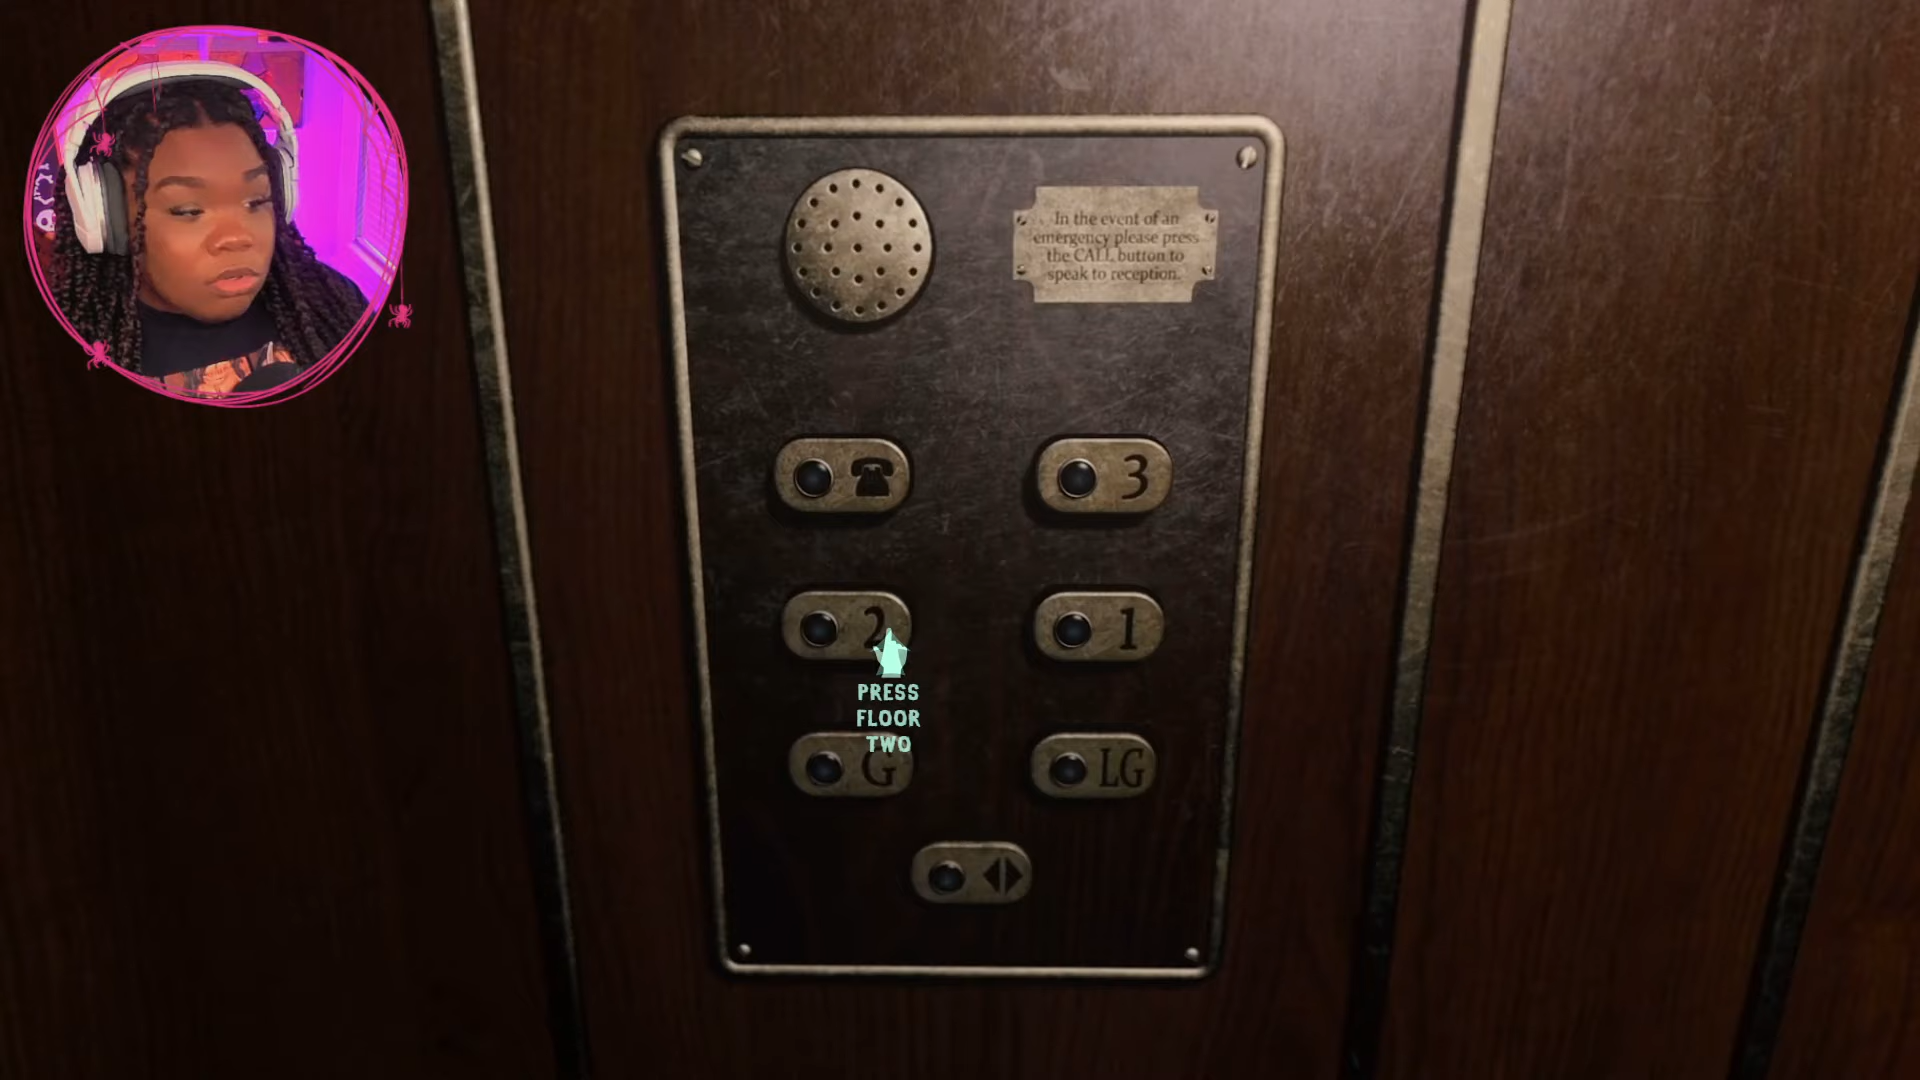 In the event of an
emergency please press
the CALL button to
speak to reception.
3
2
1
PRESS
FLOOR
TWO
G
LG